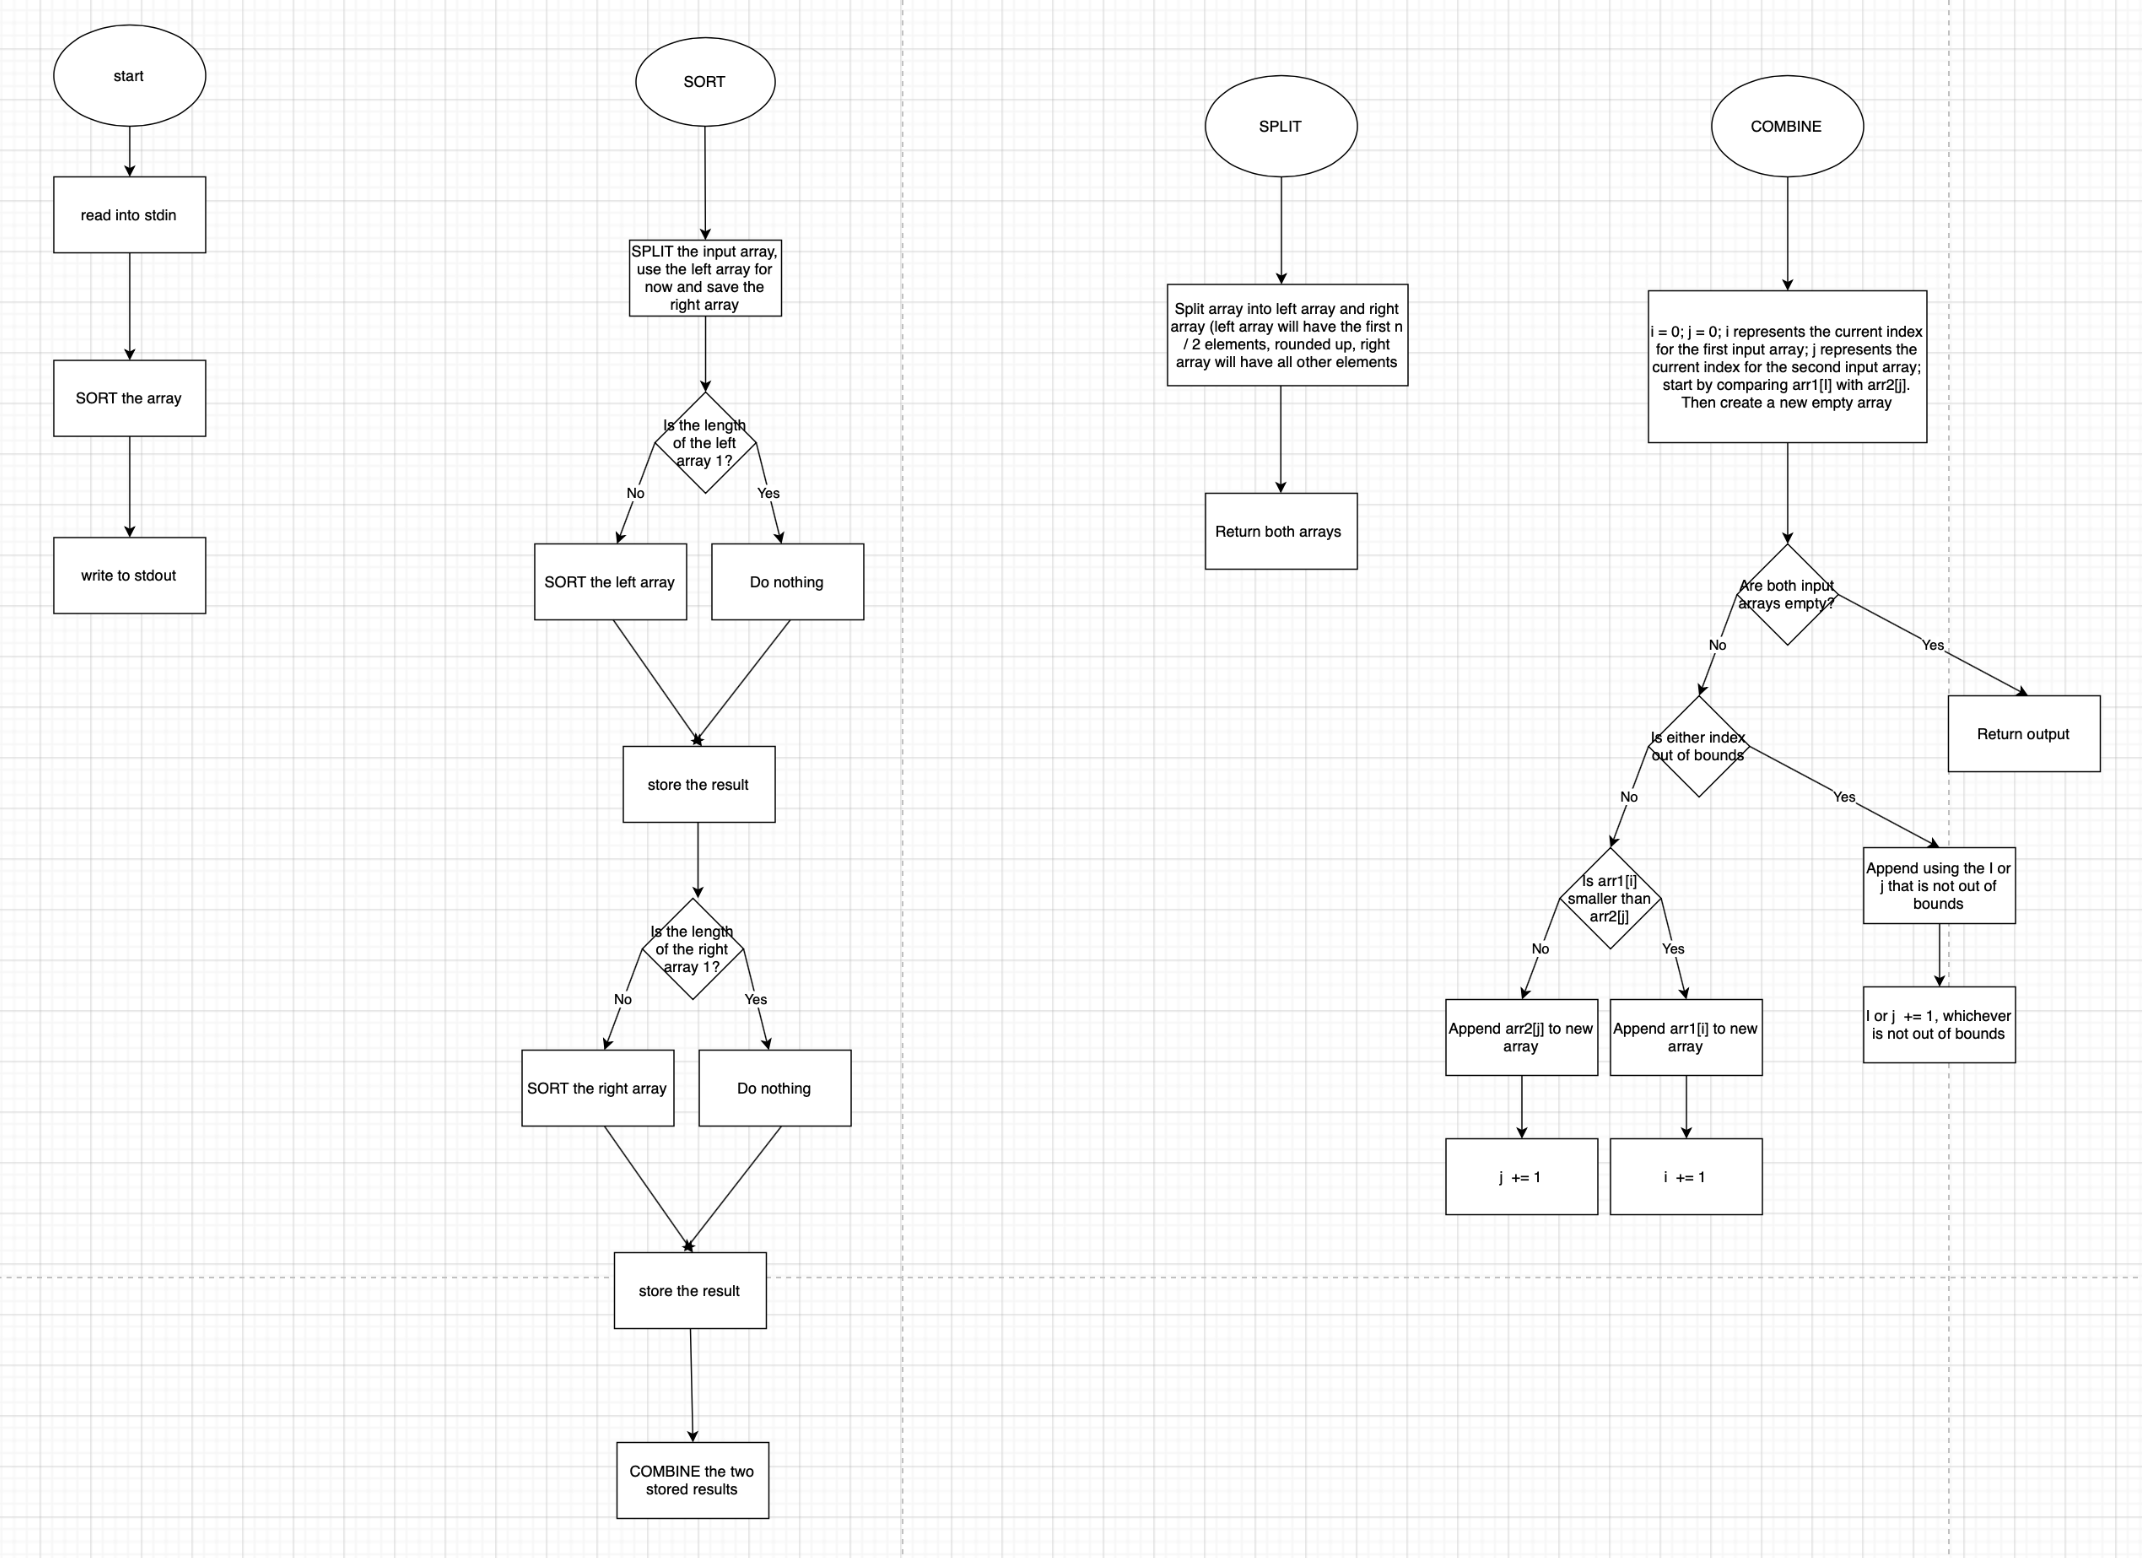 start
read into stdin
SORT the array
write to stdout
SORT
SPLIT the input array,
use the left array for
now and save the
right array
Is the length
of the left
array 1?
No
Yes
SORT the left array
Do nothing
store the result
Is the length
of the right
array 1?
No
Yes
SORT the right array
Do nothing
store the result
COMBINE the two
stored results
SPLIT
Split array into left array and right
array (left array will have the first n
/ 2 elements, rounded up, right
array will have all other elements
Return both arrays
COMBINE
i = 0; j = 0; i represents the current index
for the first input array; j represents the
current index for the second input array;
start by comparing arr1[I] with arr2[j].
Then create a new empty array
Are both input
arrays empty?
No
Yes
Return output
Is either index
out of bounds
No
Yes
Is arr1[i]
smaller than
arr2[j]
No
Yes
Append arr2[j] to new
array
j += 1
Append arr1[i] to new
array
i += 1
Append using the I or
j that is not out of
bounds
I or j += 1, whichever
is not out of bounds